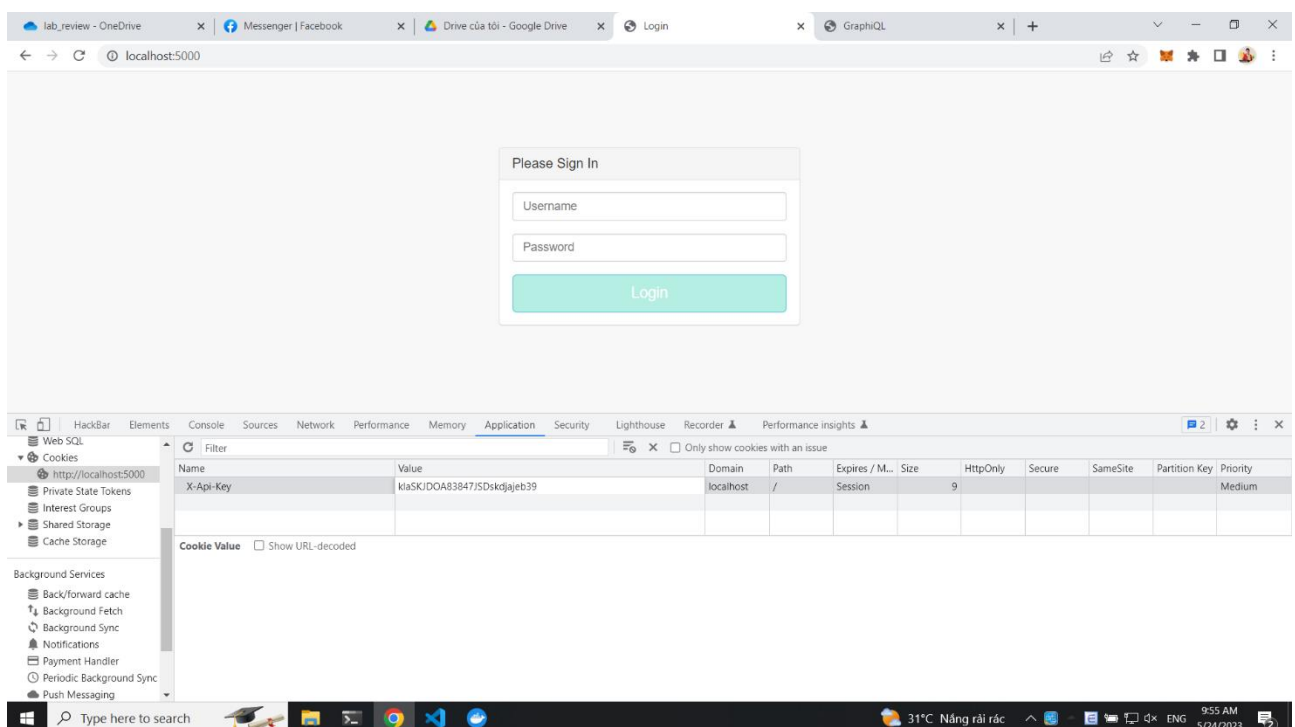 lab_review - OneDrive
Messenger | Facebook
Drive của tôi - Google Drive
Login
GraphiQL
localhost:5000
Please Sign In
Username
Password
Login
HackBar Elements Console Sources Network Performance Memory Application Security Lighthouse Recorder Performance insights 2
Web SQL
Cookies
http://localhost:5000
Private State Tokens
Interest Groups
Shared Storage
Cache Storage
Background Services
Back/forward cache
Background Fetch
Background Sync
Notifications
Payment Handler
Periodic Background Sync
Push Messaging
Filter Only show cookies with an issue
Name Value Domain Path Expires / M... Size HttpOnly Secure SameSite Partition Key Priority
X-Api-Key klaSKJDOA83847JSDskdjajeb39 localhost / Session 9 Medium
Cookie Value Show URL-decoded
Type here to search
31°C Nắng rải rác
ENG
9:55 AM
5/24/2023